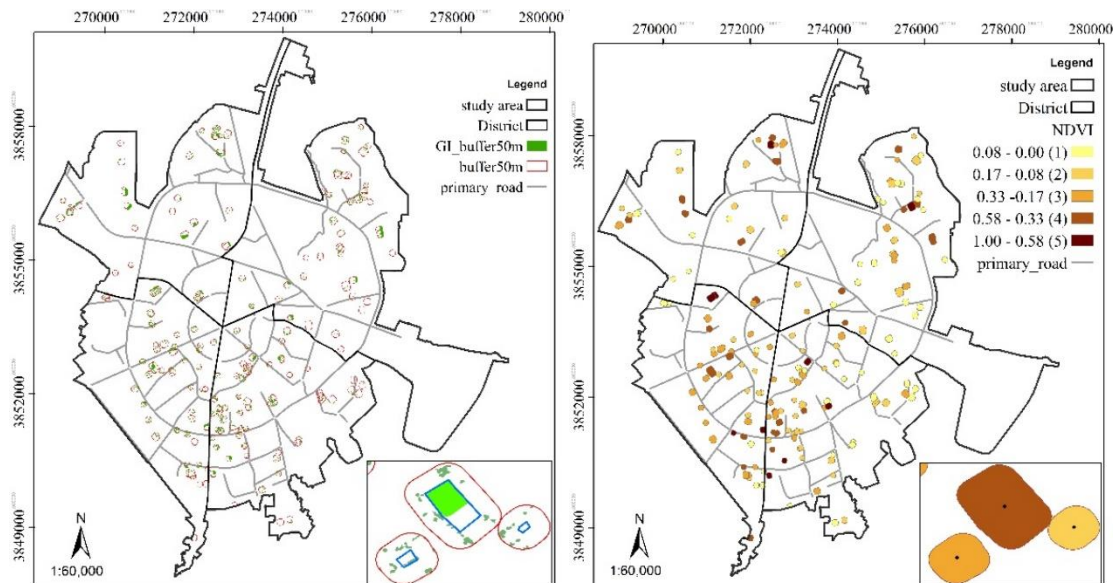 270000 272000 274000 276000 278000 280000
3858000
3855000
3852000
3849000
Legend
study area
District
GI_buffer50m
buffer50m
primary_road
N
1:60,000
270000 272000 274000 276000 278000 280000
3858000
3855000
3852000
3849000
Legend
study area
District
NDVI
0.08 - 0.00 (1)
0.17 - 0.08 (2)
0.33 -0.17 (3)
0.58 - 0.33 (4)
1.00 - 0.58 (5)
primary_road
N
1:60,000